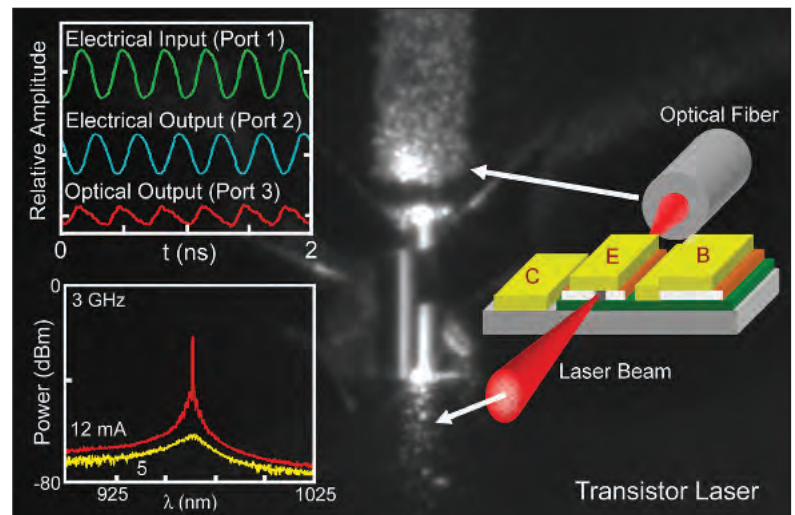 Electrical Input (Port 1)
Electrical Output (Port 2)
Optical Output (Port 3)
Relative Amplitude
0
2
t (ns)
Optical Fiber
C
E
B
Laser Beam
0
3 GHz
Power (dBm)
12 mA
5
-80
925
1025
λ (nm)
Transistor Laser